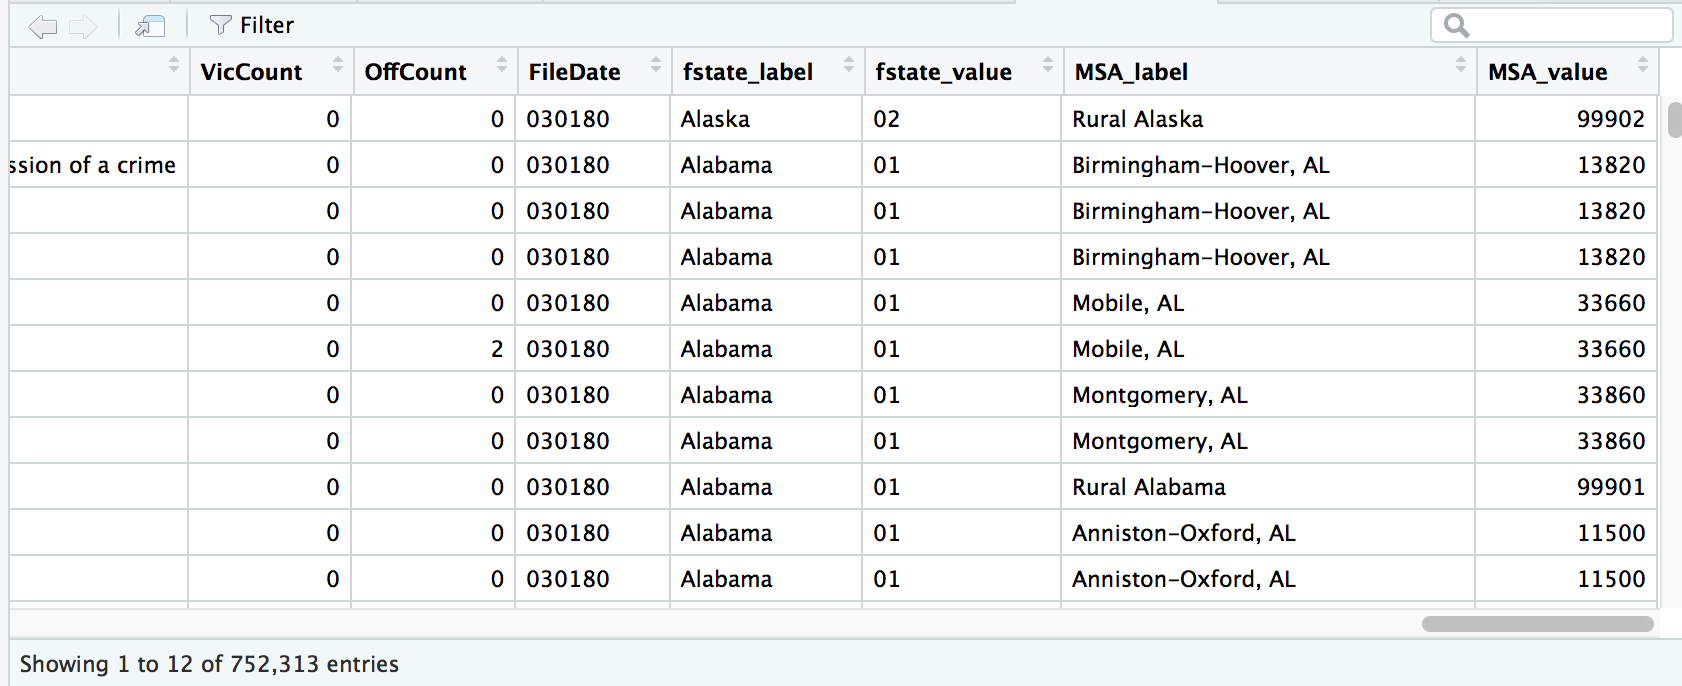 Filter
VicCount OffCount FileDate fstate_label fstate_value MSA_label MSA_value
0 0 030180 Alaska 02 Rural Alaska 99902
ssion of a crime 0 0 030180 Alabama 01 Birmingham-Hoover, AL 13820
0 0 030180 Alabama 01 Birmingham-Hoover, AL 13820
0 0 030180 Alabama 01 Birmingham-Hoover, AL 13820
0 0 030180 Alabama 01 Mobile, AL 33660
0 2 030180 Alabama 01 Mobile, AL 33660
0 0 030180 Alabama 01 Montgomery, AL 33860
0 0 030180 Alabama 01 Montgomery, AL 33860
0 0 030180 Alabama 01 Rural Alabama 99901
0 0 030180 Alabama 01 Anniston-Oxford, AL 11500
0 0 030180 Alabama 01 Anniston-Oxford, AL 11500
Showing 1 to 12 of 752,313 entries